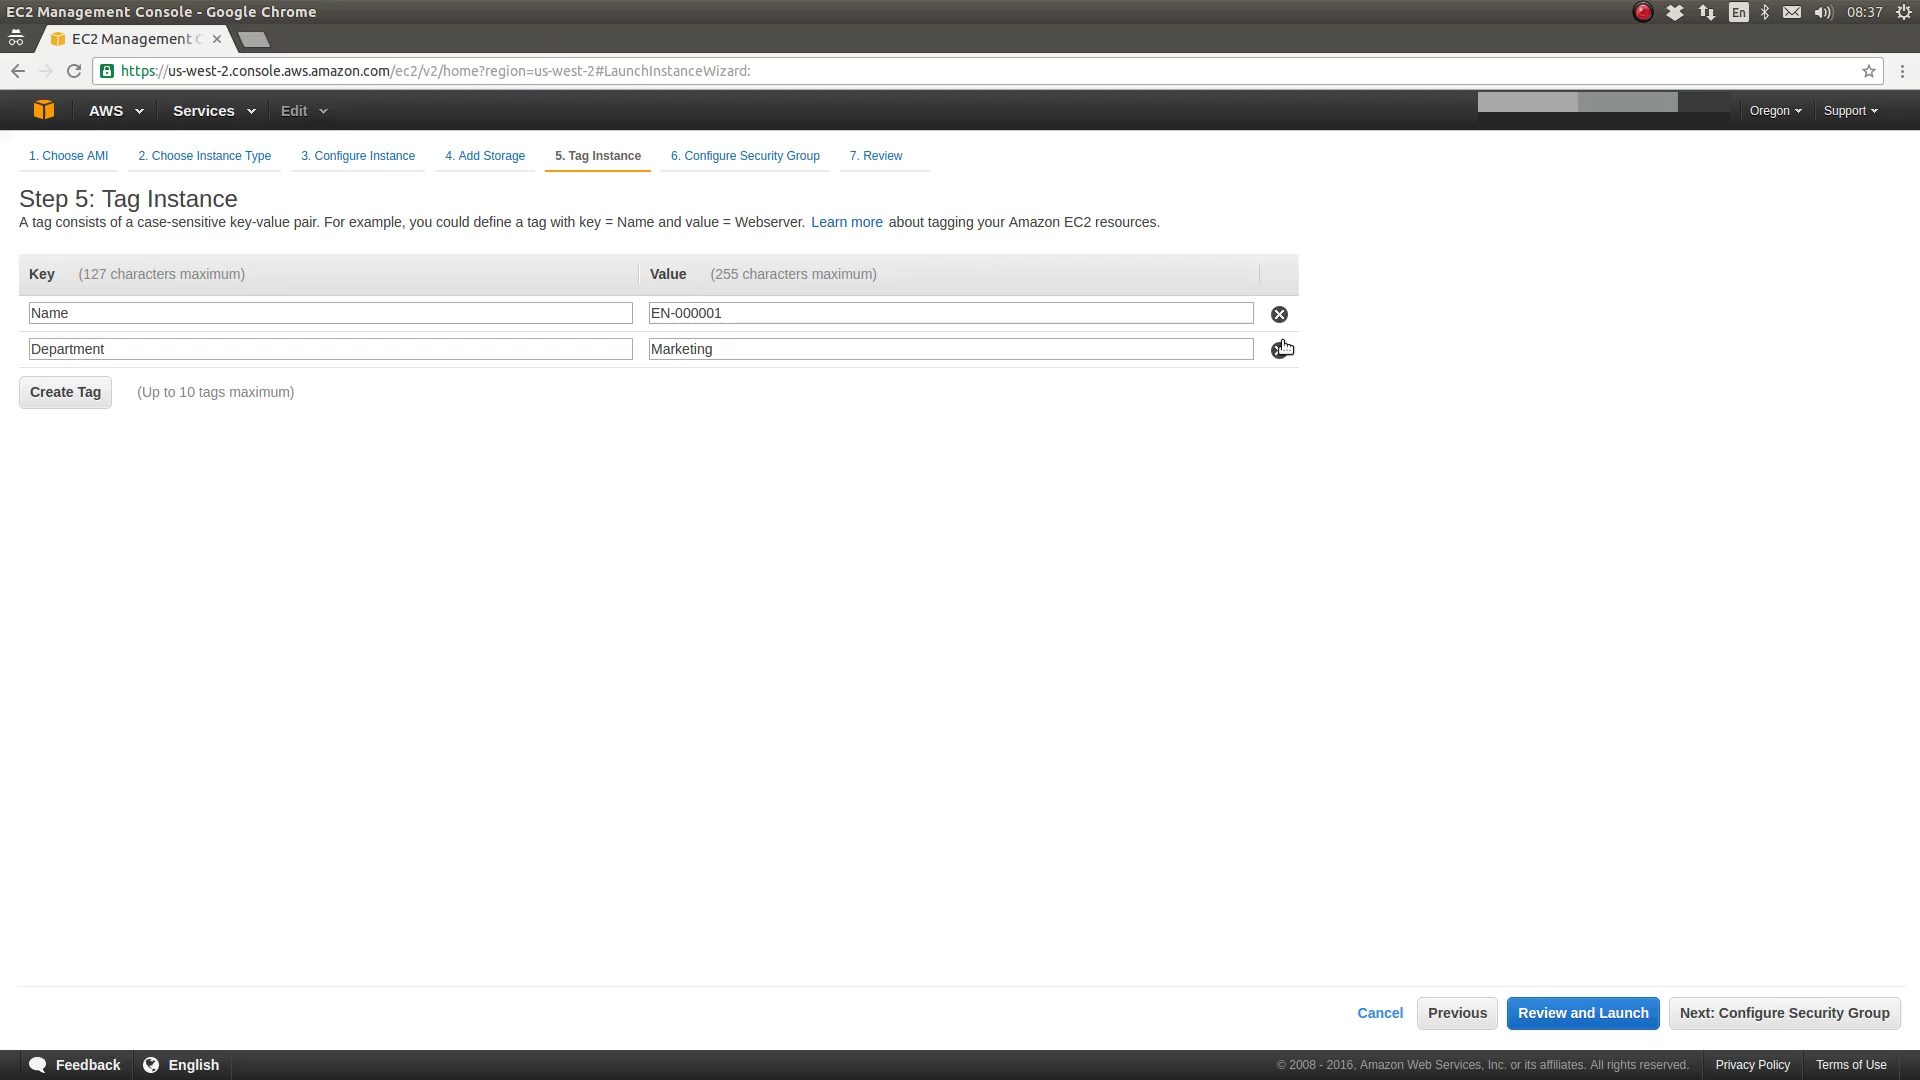 EC2 Management Console - Google Chrome
En 08:37
EC2 Management C
https://us-west-2.console.aws.amazon.com/ec2/v2/home?region=us-west-2#LaunchInstanceWizard:
AWS Services Edit Oregon Support
1. Choose AMI 2. Choose Instance Type 3. Configure Instance 4. Add Storage 5. Tag Instance 6. Configure Security Group 7. Review
Step 5: Tag Instance
A tag consists of a case-sensitive key-value pair. For example, you could define a tag with key = Name and value = Webserver. Learn more about tagging your Amazon EC2 resources.
Key (127 characters maximum) Value (255 characters maximum)
Name EN-000001
Department Marketing
Create Tag (Up to 10 tags maximum)
Cancel Previous Review and Launch Next: Configure Security Group
Feedback English © 2008 - 2016, Amazon Web Services, Inc. or its affiliates. All rights reserved. Privacy Policy Terms of Use